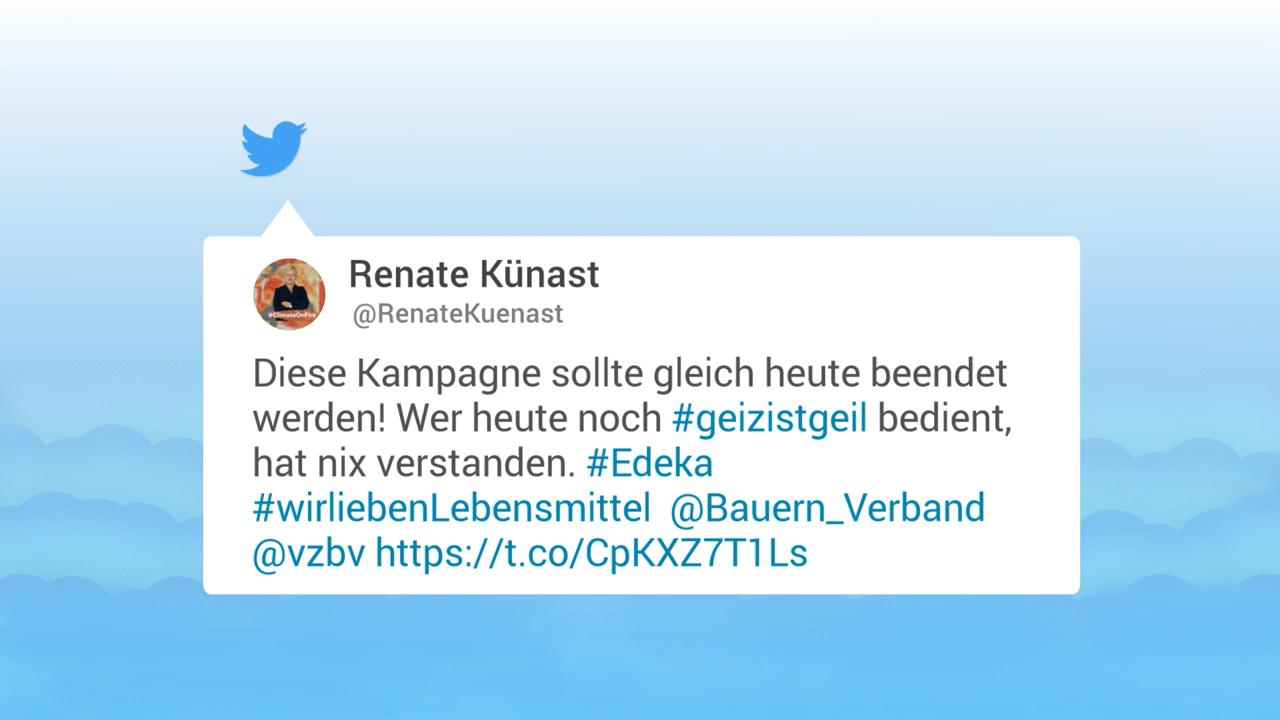 Renate Künast
@RenateKuenast
#ClimateOnFire
Diese Kampagne sollte gleich heute beendet
werden! Wer heute noch #geizistgeil bedient,
hat nix verstanden. #Edeka
#wirliebenLebensmittel @Bauern_Verband
@vzbv https://t.co/CpKXZ7T1Ls